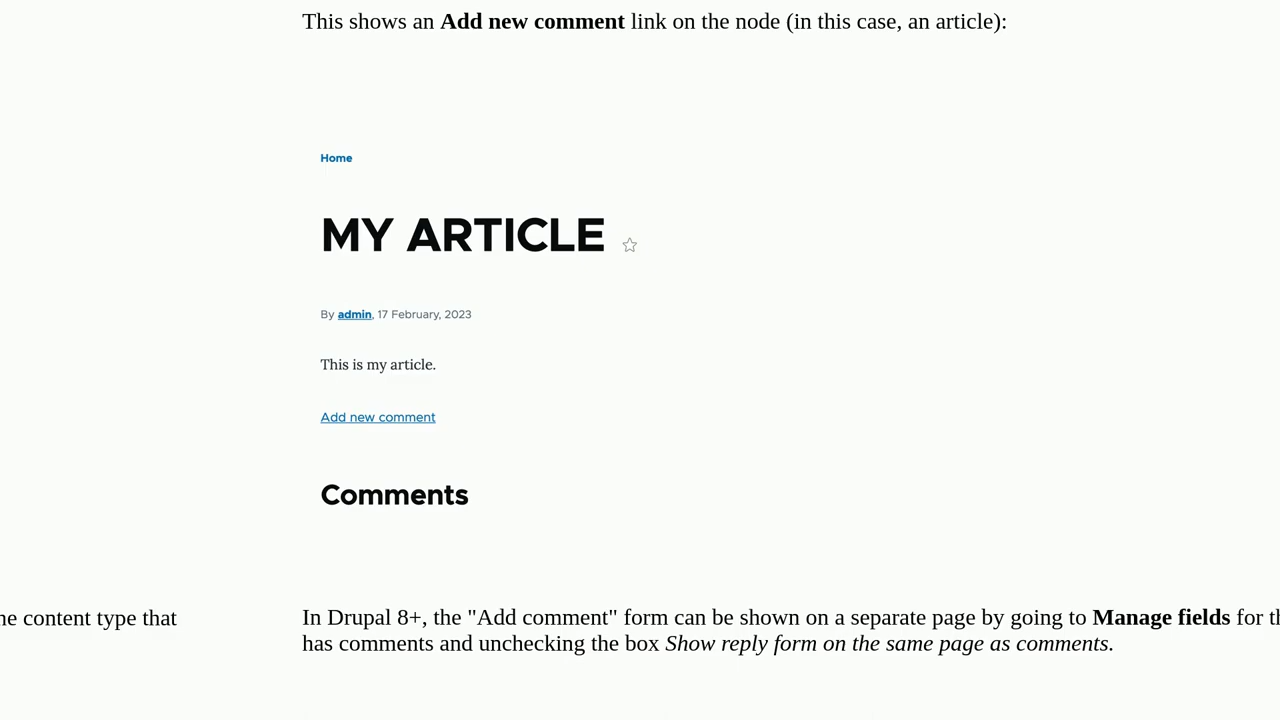 This shows an Add new comment link on the node (in this case, an article):
Home
MY ARTICLE
By admin, 17 February, 2023
This is my article.
Add new comment
Comments
content type that
In Drupal 8+, the "Add comment" form can be shown on a separate page by going to Manage fields for
has comments and unchecking the box Show reply form on the same page as comments.